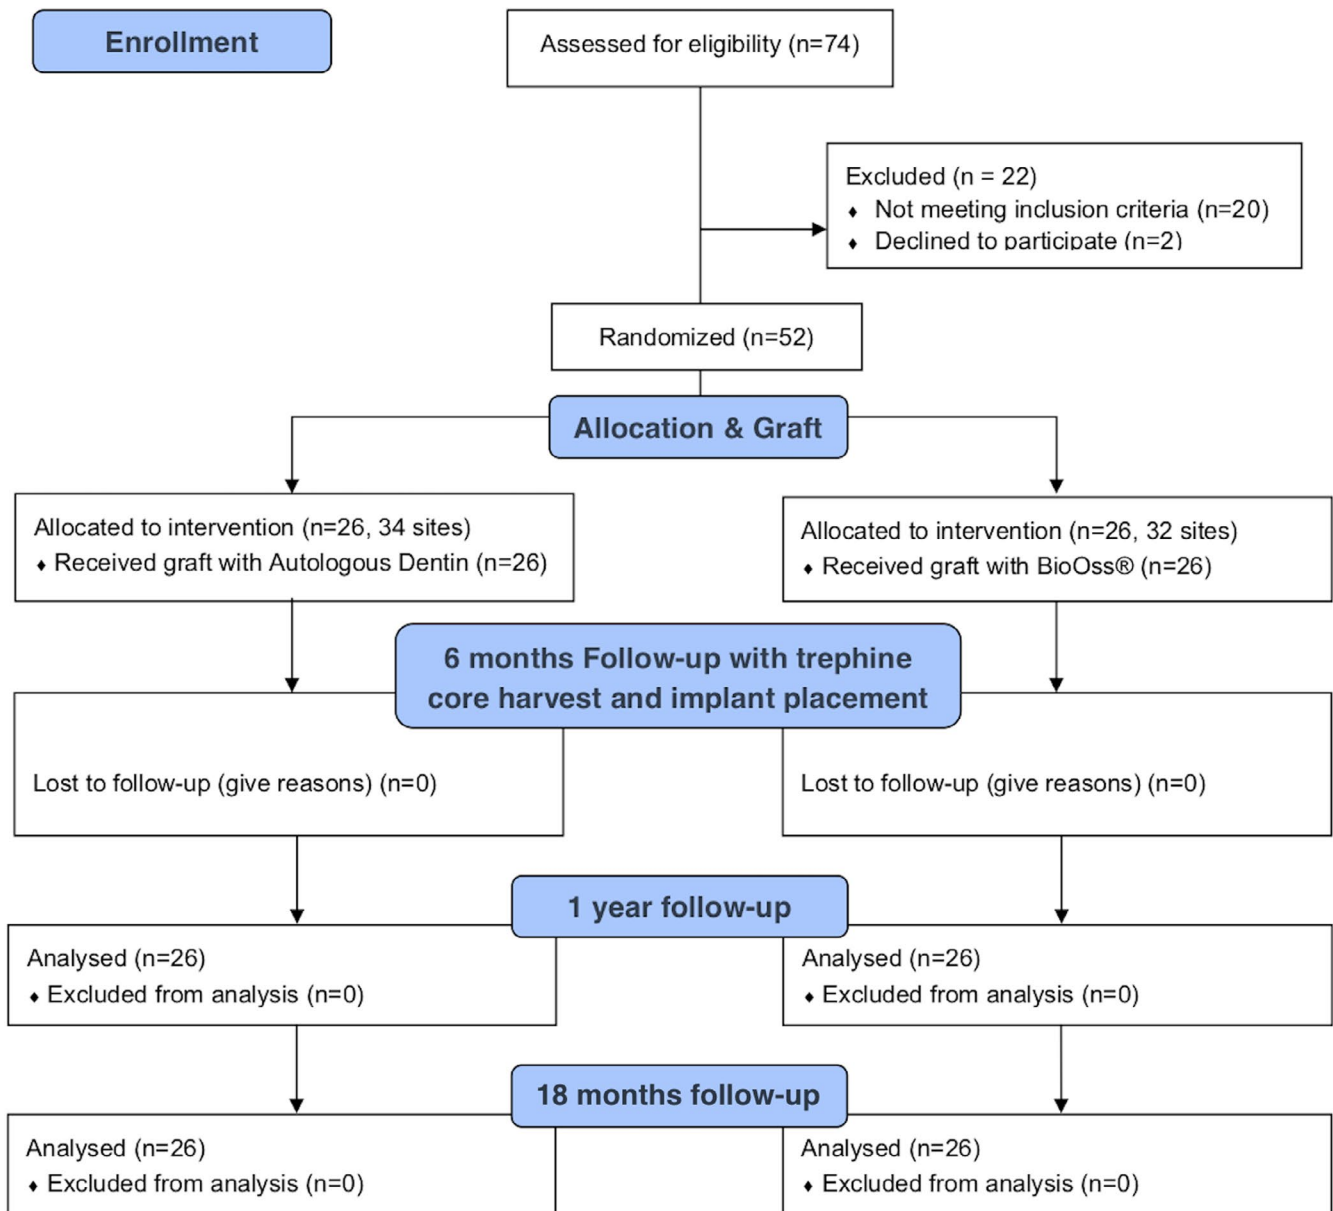 Enrollment
Assessed for eligibility (n=74)
Excluded (n = 22)
♦ Not meeting inclusion criteria (n=20)
♦ Declined to participate (n=2)
Randomized (n=52)
Allocation & Graft
Allocated to intervention (n=26, 34 sites)
♦ Received graft with Autologous Dentin (n=26)
Allocated to intervention (n=26, 32 sites)
♦ Received graft with BioOss® (n=26)
6 months Follow-up with trephine
core harvest and implant placement
Lost to follow-up (give reasons) (n=0)
Lost to follow-up (give reasons) (n=0)
1 year follow-up
Analysed (n=26)
♦ Excluded from analysis (n=0)
Analysed (n=26)
♦ Excluded from analysis (n=0)
18 months follow-up
Analysed (n=26)
♦ Excluded from analysis (n=0)
Analysed (n=26)
♦ Excluded from analysis (n=0)